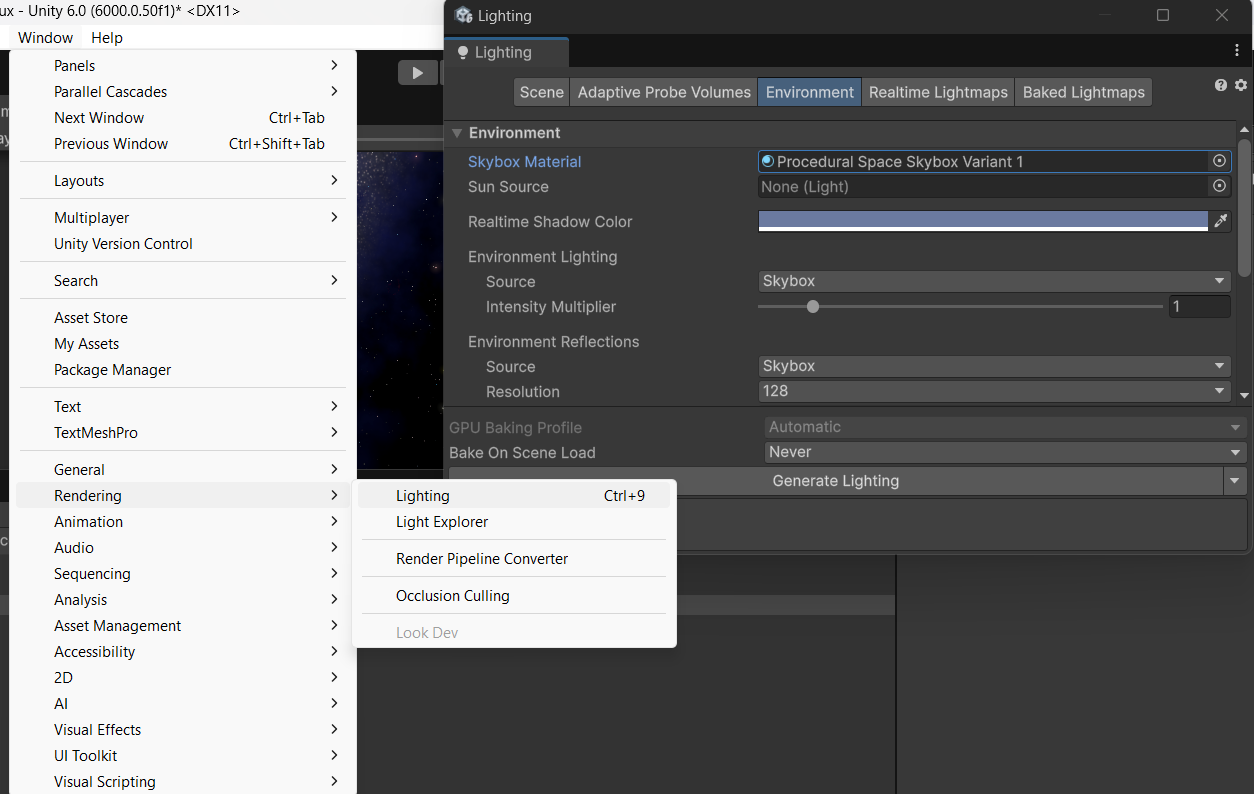 ux - Unity 6.0 (6000.0.50f1)* <DX11>
Window Help
Panels
Parallel Cascades
Next Window Ctrl+Tab
Previous Window Ctrl+Shift+Tab
Layouts
Multiplayer
Unity Version Control
Search
Asset Store
My Assets
Package Manager
Text
TextMeshPro
General
Rendering
Animation
Audio
Sequencing
Analysis
Asset Management
Accessibility
2D
AI
Visual Effects
UI Toolkit
Visual Scripting
Lighting Ctrl+9
Light Explorer
Render Pipeline Converter
Occlusion Culling
Look Dev
Lighting
Lighting
Scene Adaptive Probe Volumes Environment Realtime Lightmaps Baked Lightmaps
Environment
Skybox Material Procedural Space Skybox Variant 1
Sun Source None (Light)
Realtime Shadow Color
Environment Lighting
Source Skybox
Intensity Multiplier 1
Environment Reflections
Source Skybox
Resolution 128
GPU Baking Profile Automatic
Bake On Scene Load Never
Generate Lighting